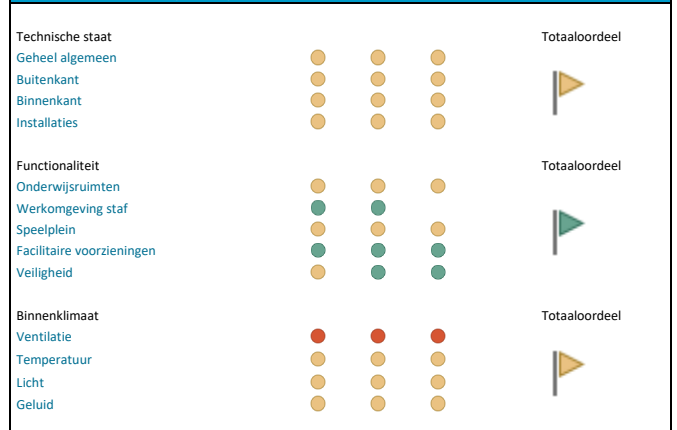 Technische staat Totaaloordeel
Geheel algemeen
Buitenkant
Binnenkant
Installaties
Functionaliteit Totaaloordeel
Onderwijsruimten
Werkomgeving staf
Speelplein
Facilitaire voorzieningen
Veiligheid
Binnenklimaat Totaaloordeel
Ventilatie
Temperatuur
Licht
Geluid